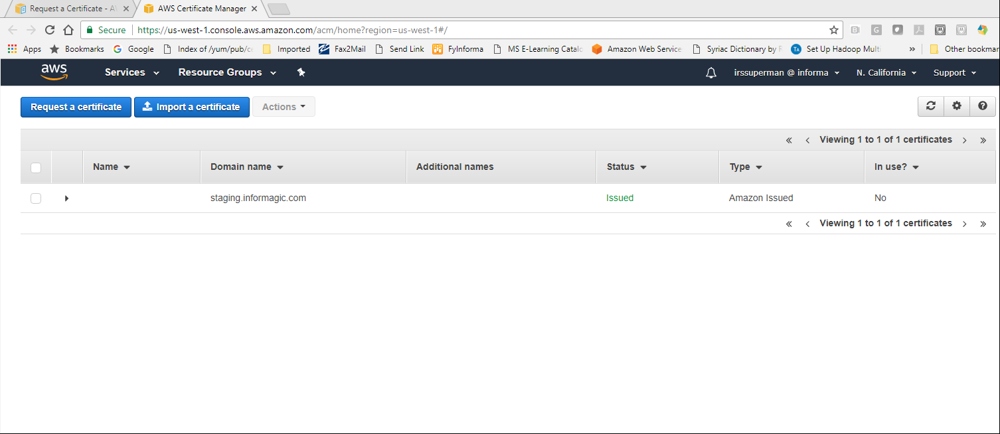 Request a Certificate - A
AWS Certificate Manager
Secure
https://us-west-1.console.aws.amazon.com/acm/home?region=us-west-1#/
Apps Bookmarks Google Index of /yum/pub/ce Imported Fax2Mail Send Link FyInforma MS E-Learning Catalo Amazon Web Service Syriac Dictionary by Set Up Hadoop Multi » Other bookmar
aws Services Resource Groups irssuperman @ informa N. California Support
Request a certificate Import a certificate Actions
« ‹ Viewing 1 to 1 of 1 certificates › »
Name Domain name Additional names Status Type In use?
staging.informagic.com Issued Amazon Issued No
« ‹ Viewing 1 to 1 of 1 certificates › »